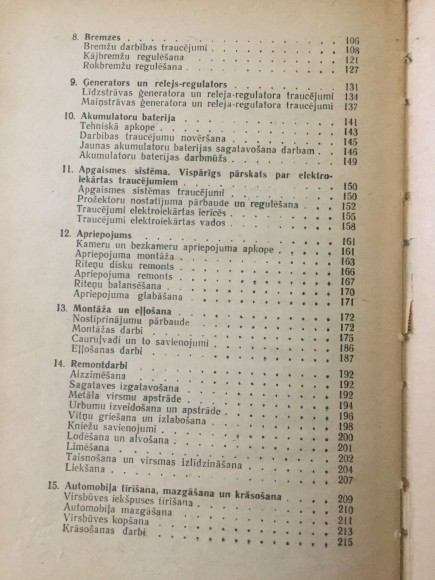 8. Bremzes 106
Bremžu darbības traucējumi 108
Kājbremžu regulēšana 121
Rokbremžu regulēšana 127
9. Ģenerators un relejs-regulators 131
Līdzstrāvas ģeneratora un releja-regulatora traucējumi 134
Maiņstrāvas ģeneratora un releja-regulatora traucējumi 137
10. Akumulatoru baterija 141
Tehniskā apkope 143
Darbības traucējumu novēršana 145
Jaunas akumulatoru baterijas sagatavošana darbam 146
Akumulatoru baterijas darbmūžs 149
11. Apgaismes sistēma. Vispārīgs pārskats par elektro-
iekārtas traucējumiem 150
Apgaismes sistēmas traucējumi 150
Prožektoru nostatījuma pārbaude un regulēšana 152
Traucējumi elektroiekārtas ierīcēs 155
Traucējumi elektroiekārtas vados 158
12. Apriepojums 161
Kameru un bezkameru apriepojuma apkope 161
Apriepojuma montāža 163
Riteņu disku remonts 166
Apriepojuma remonts 167
Riteņu balansēšana 170
Apriepojuma glabāšana 171
13. Montāža un eļļošana 172
Nostiprinājumu pārbaude 172
Montāžas darbi 175
Cauruļvadi un to savienojumi 186
Eļļošanas darbi 187
14. Remontdarbi 192
Aizzīmēšana 192
Sagataves izgatavošana 192
Metāla virsmu apstrāde 194
Urbumu izveidošana un apstrāde 196
Vītņu griešana un izlabošana 198
Kniežu savienojumi 200
Lodēšana un alvošana 201
Līmēšana 202
Taisnošana un virsmas izlīdzināšana 204
Liekšana 207
15. Automobiļa tīrīšana, mazgāšana un krāsošana 209
Virsbūves iekšpuses tīrīšana 210
Automobiļa mazgāšana 211
Virsbūves kopšana 213
Krāsošanas darbi 215